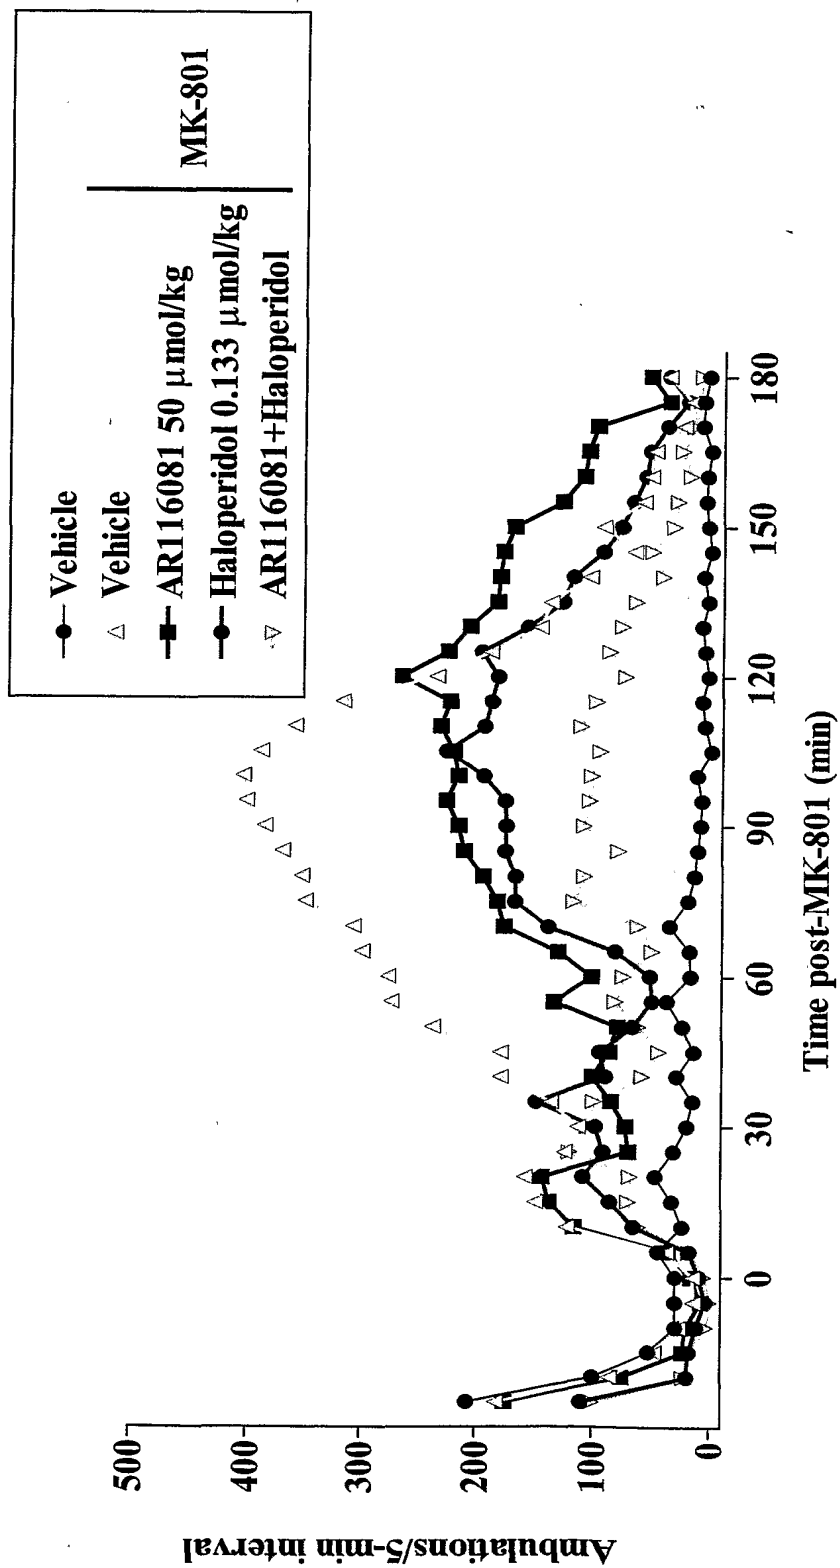 Vehicle
Vehicle
AR116081 50 μmol/kg
Haloperidol 0.133 μmol/kg
AR116081+Haloperidol
MK-801
Ambulations/5-min interval
500
400
300
200
100
0
0
30
60
90
120
150
180
Time post-MK-801 (min)